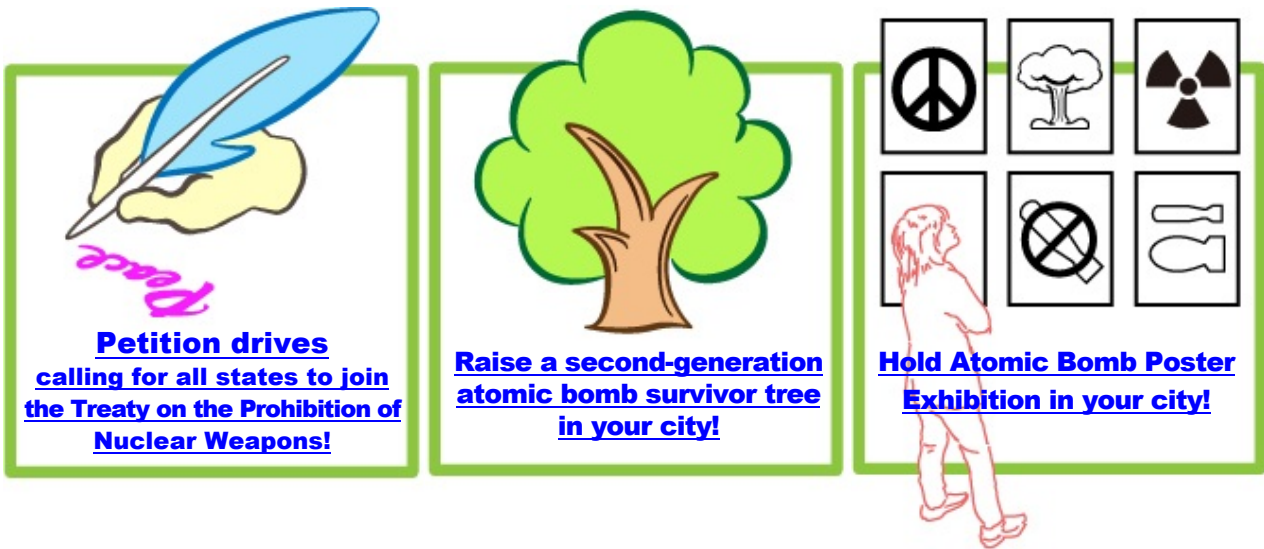 Peace
Petition drives
calling for all states to join
the Treaty on the Prohibition of
Nuclear Weapons!
Raise a second-generation
atomic bomb survivor tree
in your city!
Hold Atomic Bomb Poster
Exhibition in your city!